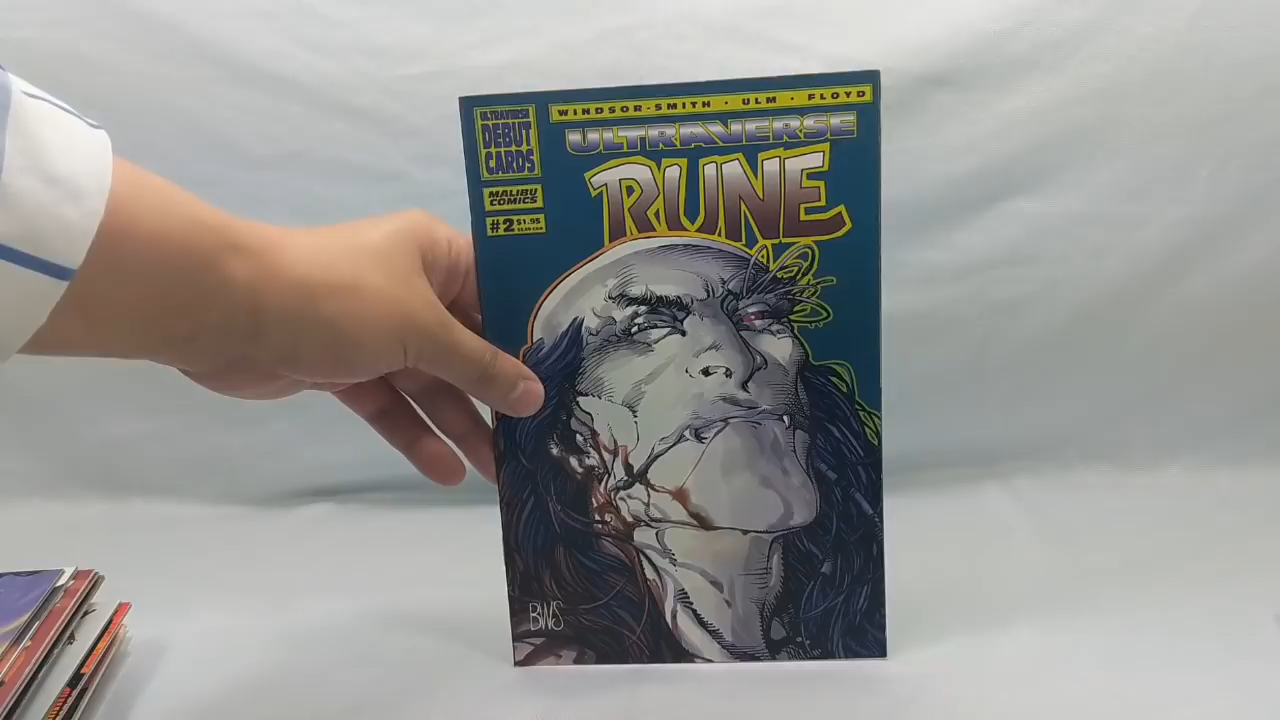 WINDSOR-SMITH · ULM · FLOYD
ULTRAVERSE
DEBUT
CARDS
ULTRAVERSE
RUNE
MALIBU
COMICS
#2 $1.95
BWS